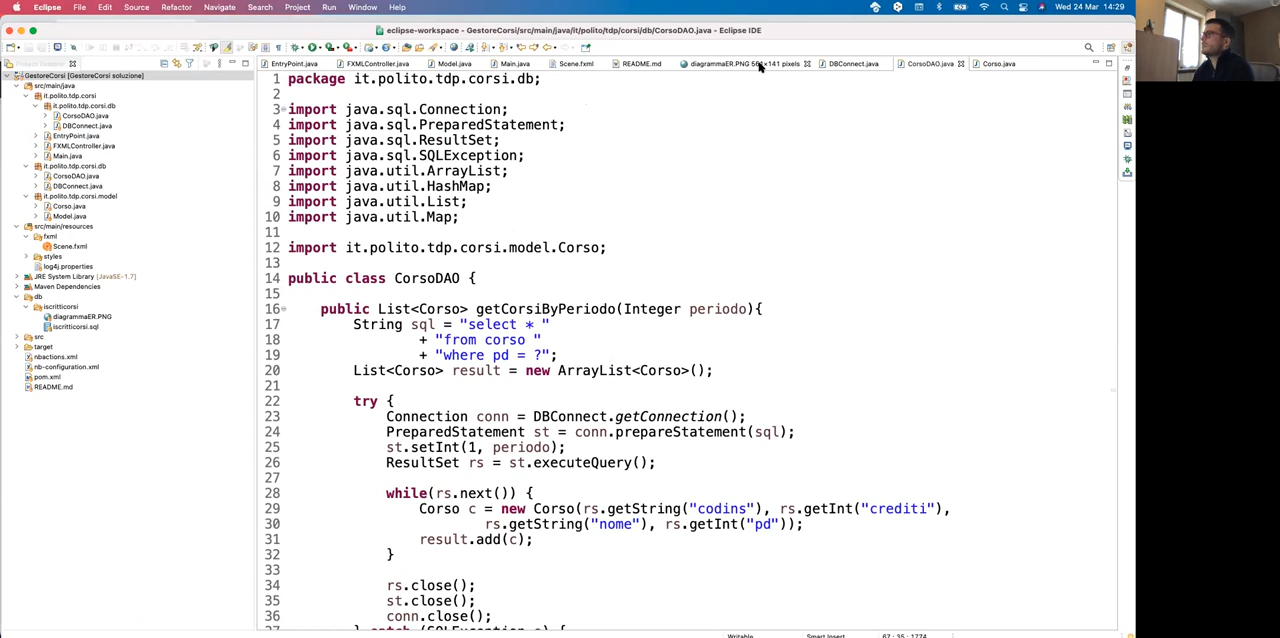 Eclipse File Edit Source Refactor Navigate Search Project Run Window Help Wed 24 Mar 14:29
eclipse-workspace - GestoreCorsi/src/main/java/it/polito/tdp/corsi/db/CorsoDAO.java - Eclipse IDE
Project Explorer
EntryPoint.java FXMLController.java Model.java Main.java Scene.fxml README.md diagrammaER.PNG DBConnect.java CorsoDAO.java Corso.java
GestoreCorsi [GestoreCorsi soluzione]
src/main/java
it.polito.tdp.corsi
it.polito.tdp.corsi.db
CorsoDAO.java
DBConnect.java
EntryPoint.java
FXMLController.java
Main.java
it.polito.tdp.corsi.db
CorsoDAO.java
DBConnect.java
it.polito.tdp.corsi.model
Corso.java
Model.java
src/main/resources
fxml
Scene.fxml
styles
log4j.properties
JRE System Library [JavaSE-1.7]
Maven Dependencies
db
iscritticorsi
diagrammaER.PNG
iscritticorsi.sql
src
target
nbactions.xml
nb-configuration.xml
pom.xml
README.md
1 package it.polito.tdp.corsi.db;
2
3 import java.sql.Connection;
4 import java.sql.PreparedStatement;
5 import java.sql.ResultSet;
6 import java.sql.SQLException;
7 import java.util.ArrayList;
8 import java.util.HashMap;
9 import java.util.List;
10 import java.util.Map;
11
12 import it.polito.tdp.corsi.model.Corso;
13
14 public class CorsoDAO {
15
16 public List<Corso> getCorsiByPeriodo(Integer periodo){
17 String sql = "select * "
18 + "from corso "
19 + "where pd = ?";
20 List<Corso> result = new ArrayList<Corso>();
21
22 try {
23 Connection conn = DBConnect.getConnection();
24 PreparedStatement st = conn.prepareStatement(sql);
25 st.setInt(1, periodo);
26 ResultSet rs = st.executeQuery();
27
28 while(rs.next()) {
29 Corso c = new Corso(rs.getString("codins"), rs.getInt("crediti"),
30 rs.getString("nome"), rs.getInt("pd"));
31 result.add(c);
32 }
33
34 rs.close();
35 st.close();
36 conn.close();
Writable Smart Insert 67 : 35 : 1774